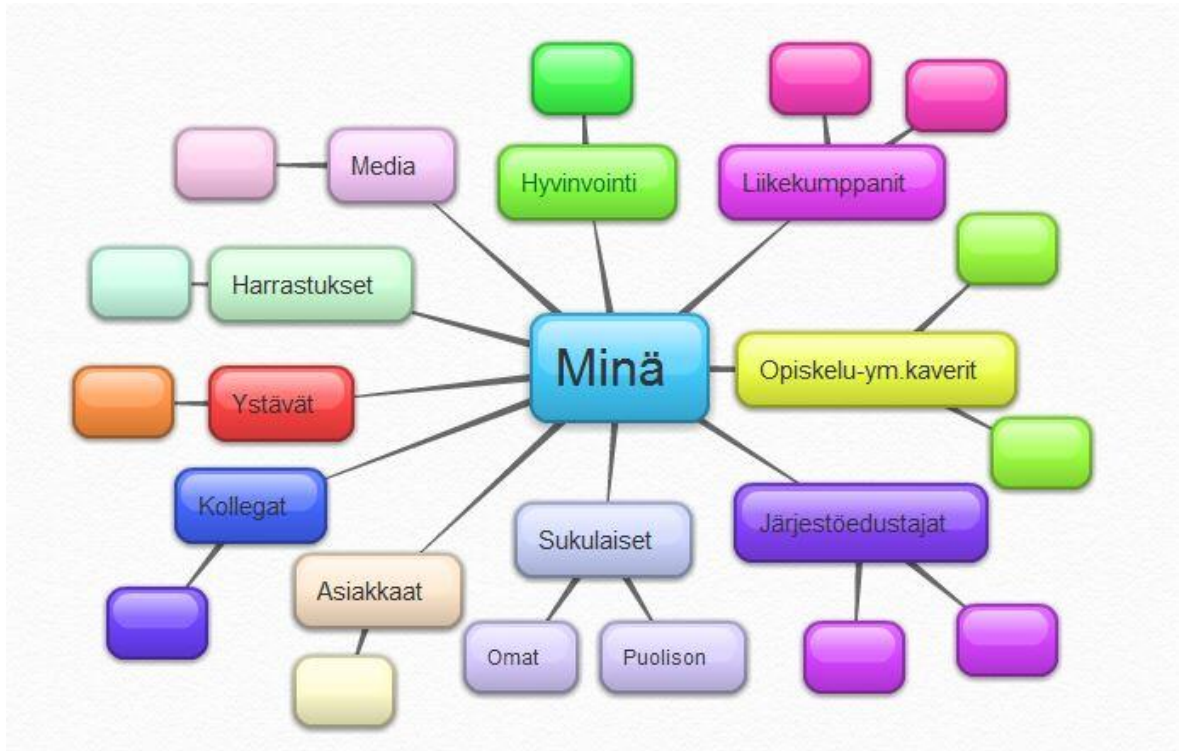 Media
Hyvinvointi
Liikekumppanit
Harrastukset
Minä
Opiskelu-ym.kaverit
Ystävät
Kollegat
Järjestöedustajat
Sukulaiset
Asiakkaat
Omat
Puolison